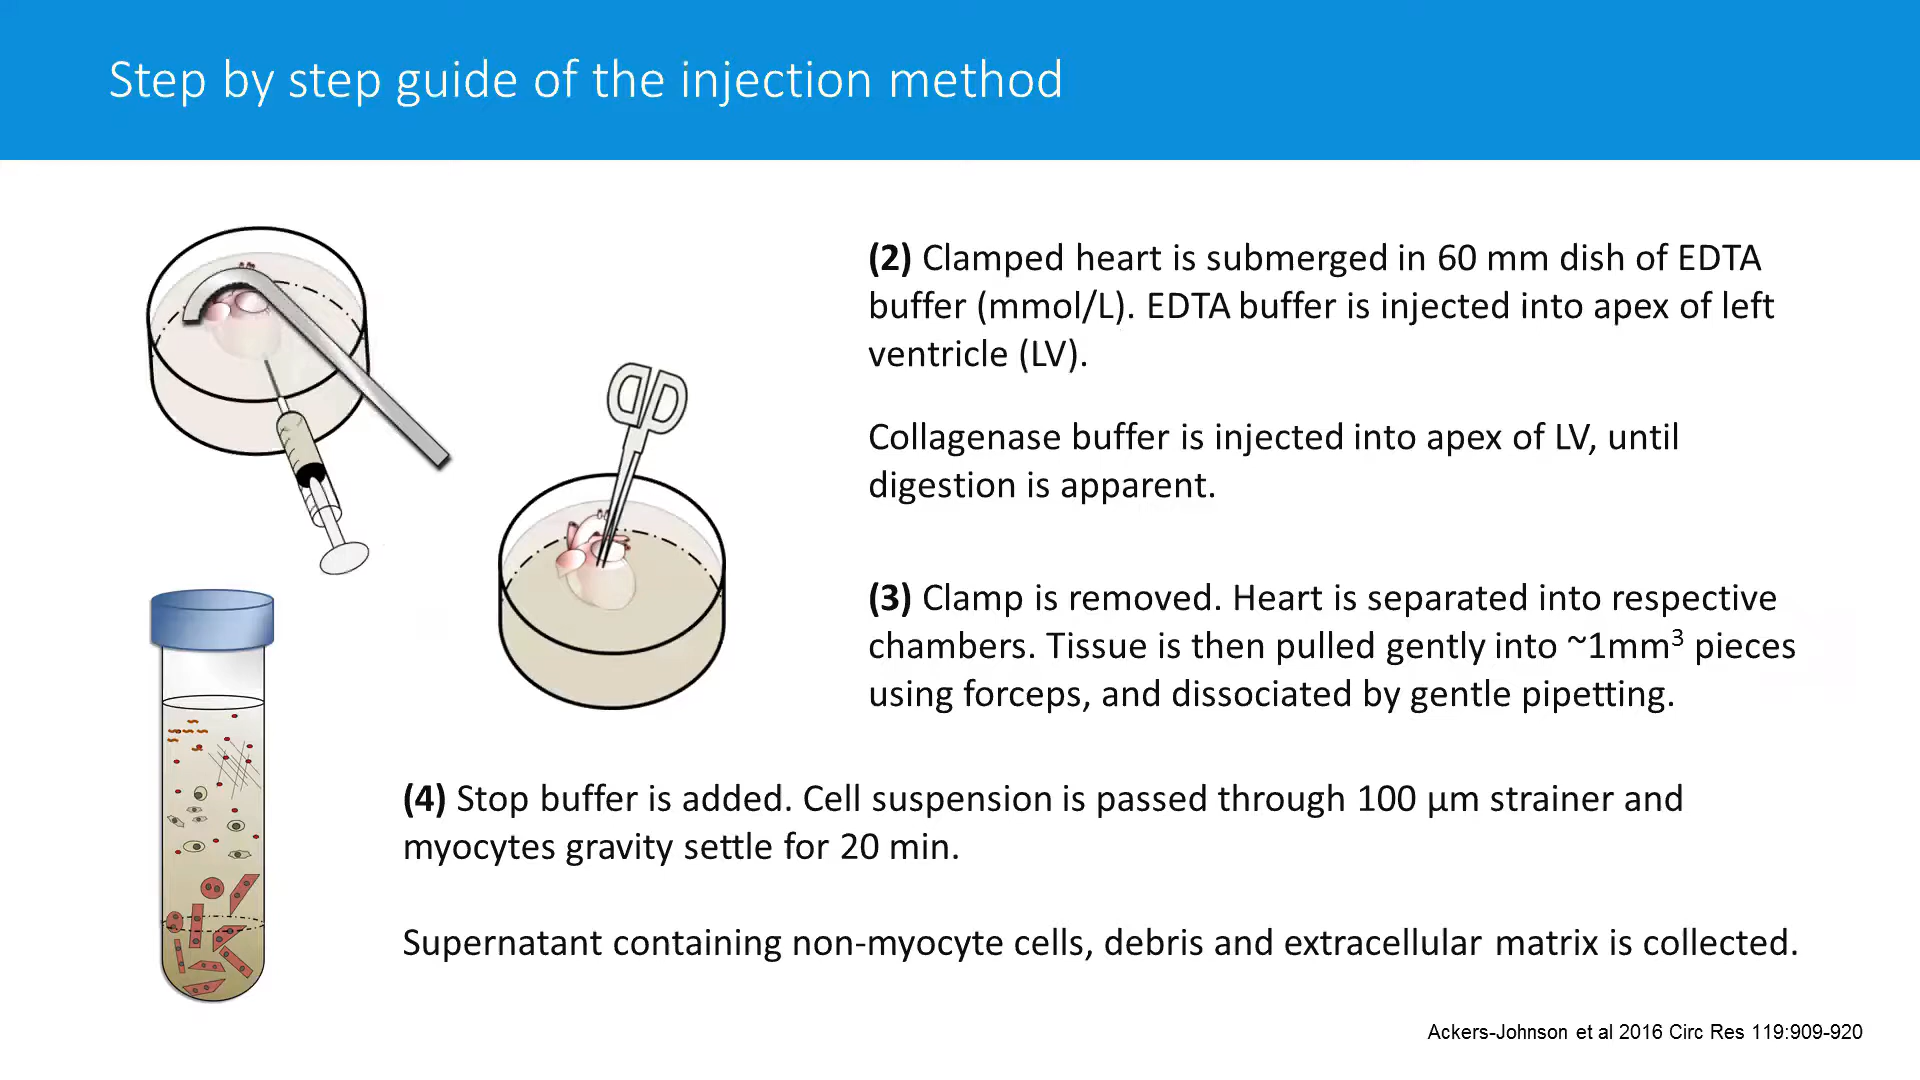 Step by step guide of the injection method
(2) Clamped heart is submerged in 60 mm dish of EDTA
buffer (mmol/L). EDTA buffer is injected into apex of left
ventricle (LV).
Collagenase buffer is injected into apex of LV, until
digestion is apparent.
(3) Clamp is removed. Heart is separated into respective
chambers. Tissue is then pulled gently into ~1mm³ pieces
using forceps, and dissociated by gentle pipetting.
(4) Stop buffer is added. Cell suspension is passed through 100 µm strainer and
myocytes gravity settle for 20 min.
Supernatant containing non-myocyte cells, debris and extracellular matrix is collected.
Ackers-Johnson et al 2016 Circ Res 119:909-920